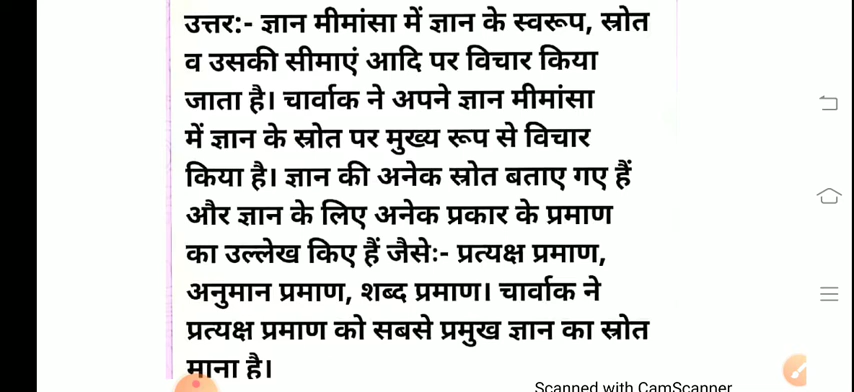 उत्तर:- ज्ञान मीमांसा में ज्ञान के स्वरूप, स्रोत
व उसकी सीमाएं आदि पर विचार किया
जाता है। चार्वाक ने अपने ज्ञान मीमांसा
में ज्ञान के स्रोत पर मुख्य रूप से विचार
किया है। ज्ञान की अनेक स्रोत बताए गए हैं
और ज्ञान के लिए अनेक प्रकार के प्रमाण
का उल्लेख किए हैं जैसेः- प्रत्यक्ष प्रमाण,
अनुमान प्रमाण, शब्द प्रमाण। चार्वाक ने
प्रत्यक्ष प्रमाण को सबसे प्रमुख ज्ञान का स्रोत
माना है।
Scanned with CamScanner